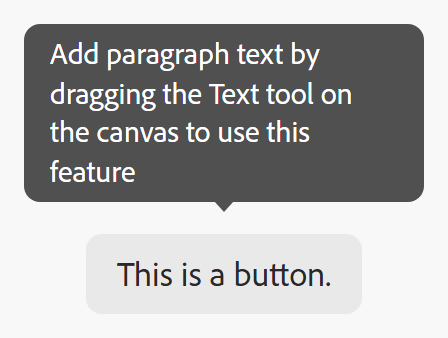 Add paragraph text by
dragging the Text tool on
the canvas to use this
feature
This is a button.